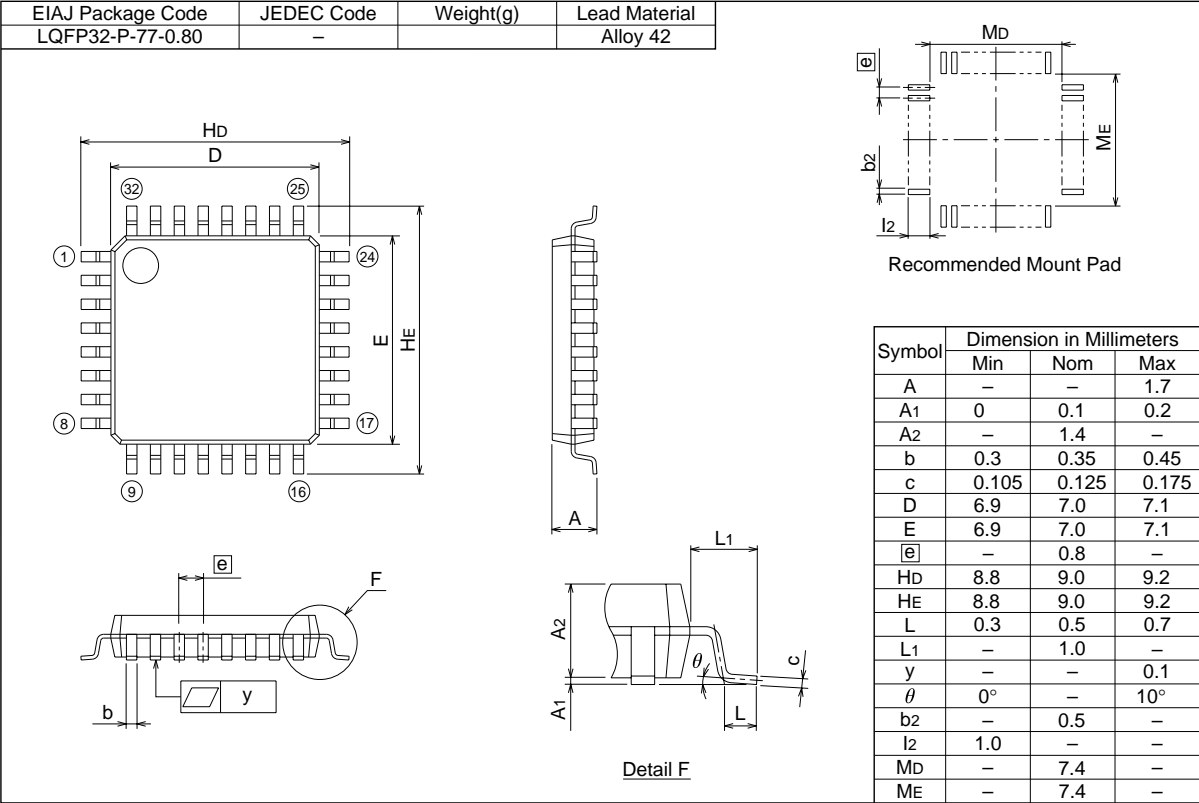 EIAJ Package Code JEDEC Code Weight(g) Lead Material
LQFP32-P-77-0.80 – Alloy 42
HD
D
32 25
1 24
E
HE
8 17
9 16
A
MD
e
ME
b2
I2
Recommended Mount Pad
e
F
b
y
L1
A2
θ
c
A1
L
Detail F
Symbol Dimension in Millimeters
Min Nom Max
A – – 1.7
A1 0 0.1 0.2
A2 – 1.4 –
b 0.3 0.35 0.45
c 0.105 0.125 0.175
D 6.9 7.0 7.1
E 6.9 7.0 7.1
e – 0.8 –
HD 8.8 9.0 9.2
HE 8.8 9.0 9.2
L 0.3 0.5 0.7
L1 – 1.0 –
y – – 0.1
θ 0° – 10°
b2 – 0.5 –
I2 1.0 – –
MD – 7.4 –
ME – 7.4 –